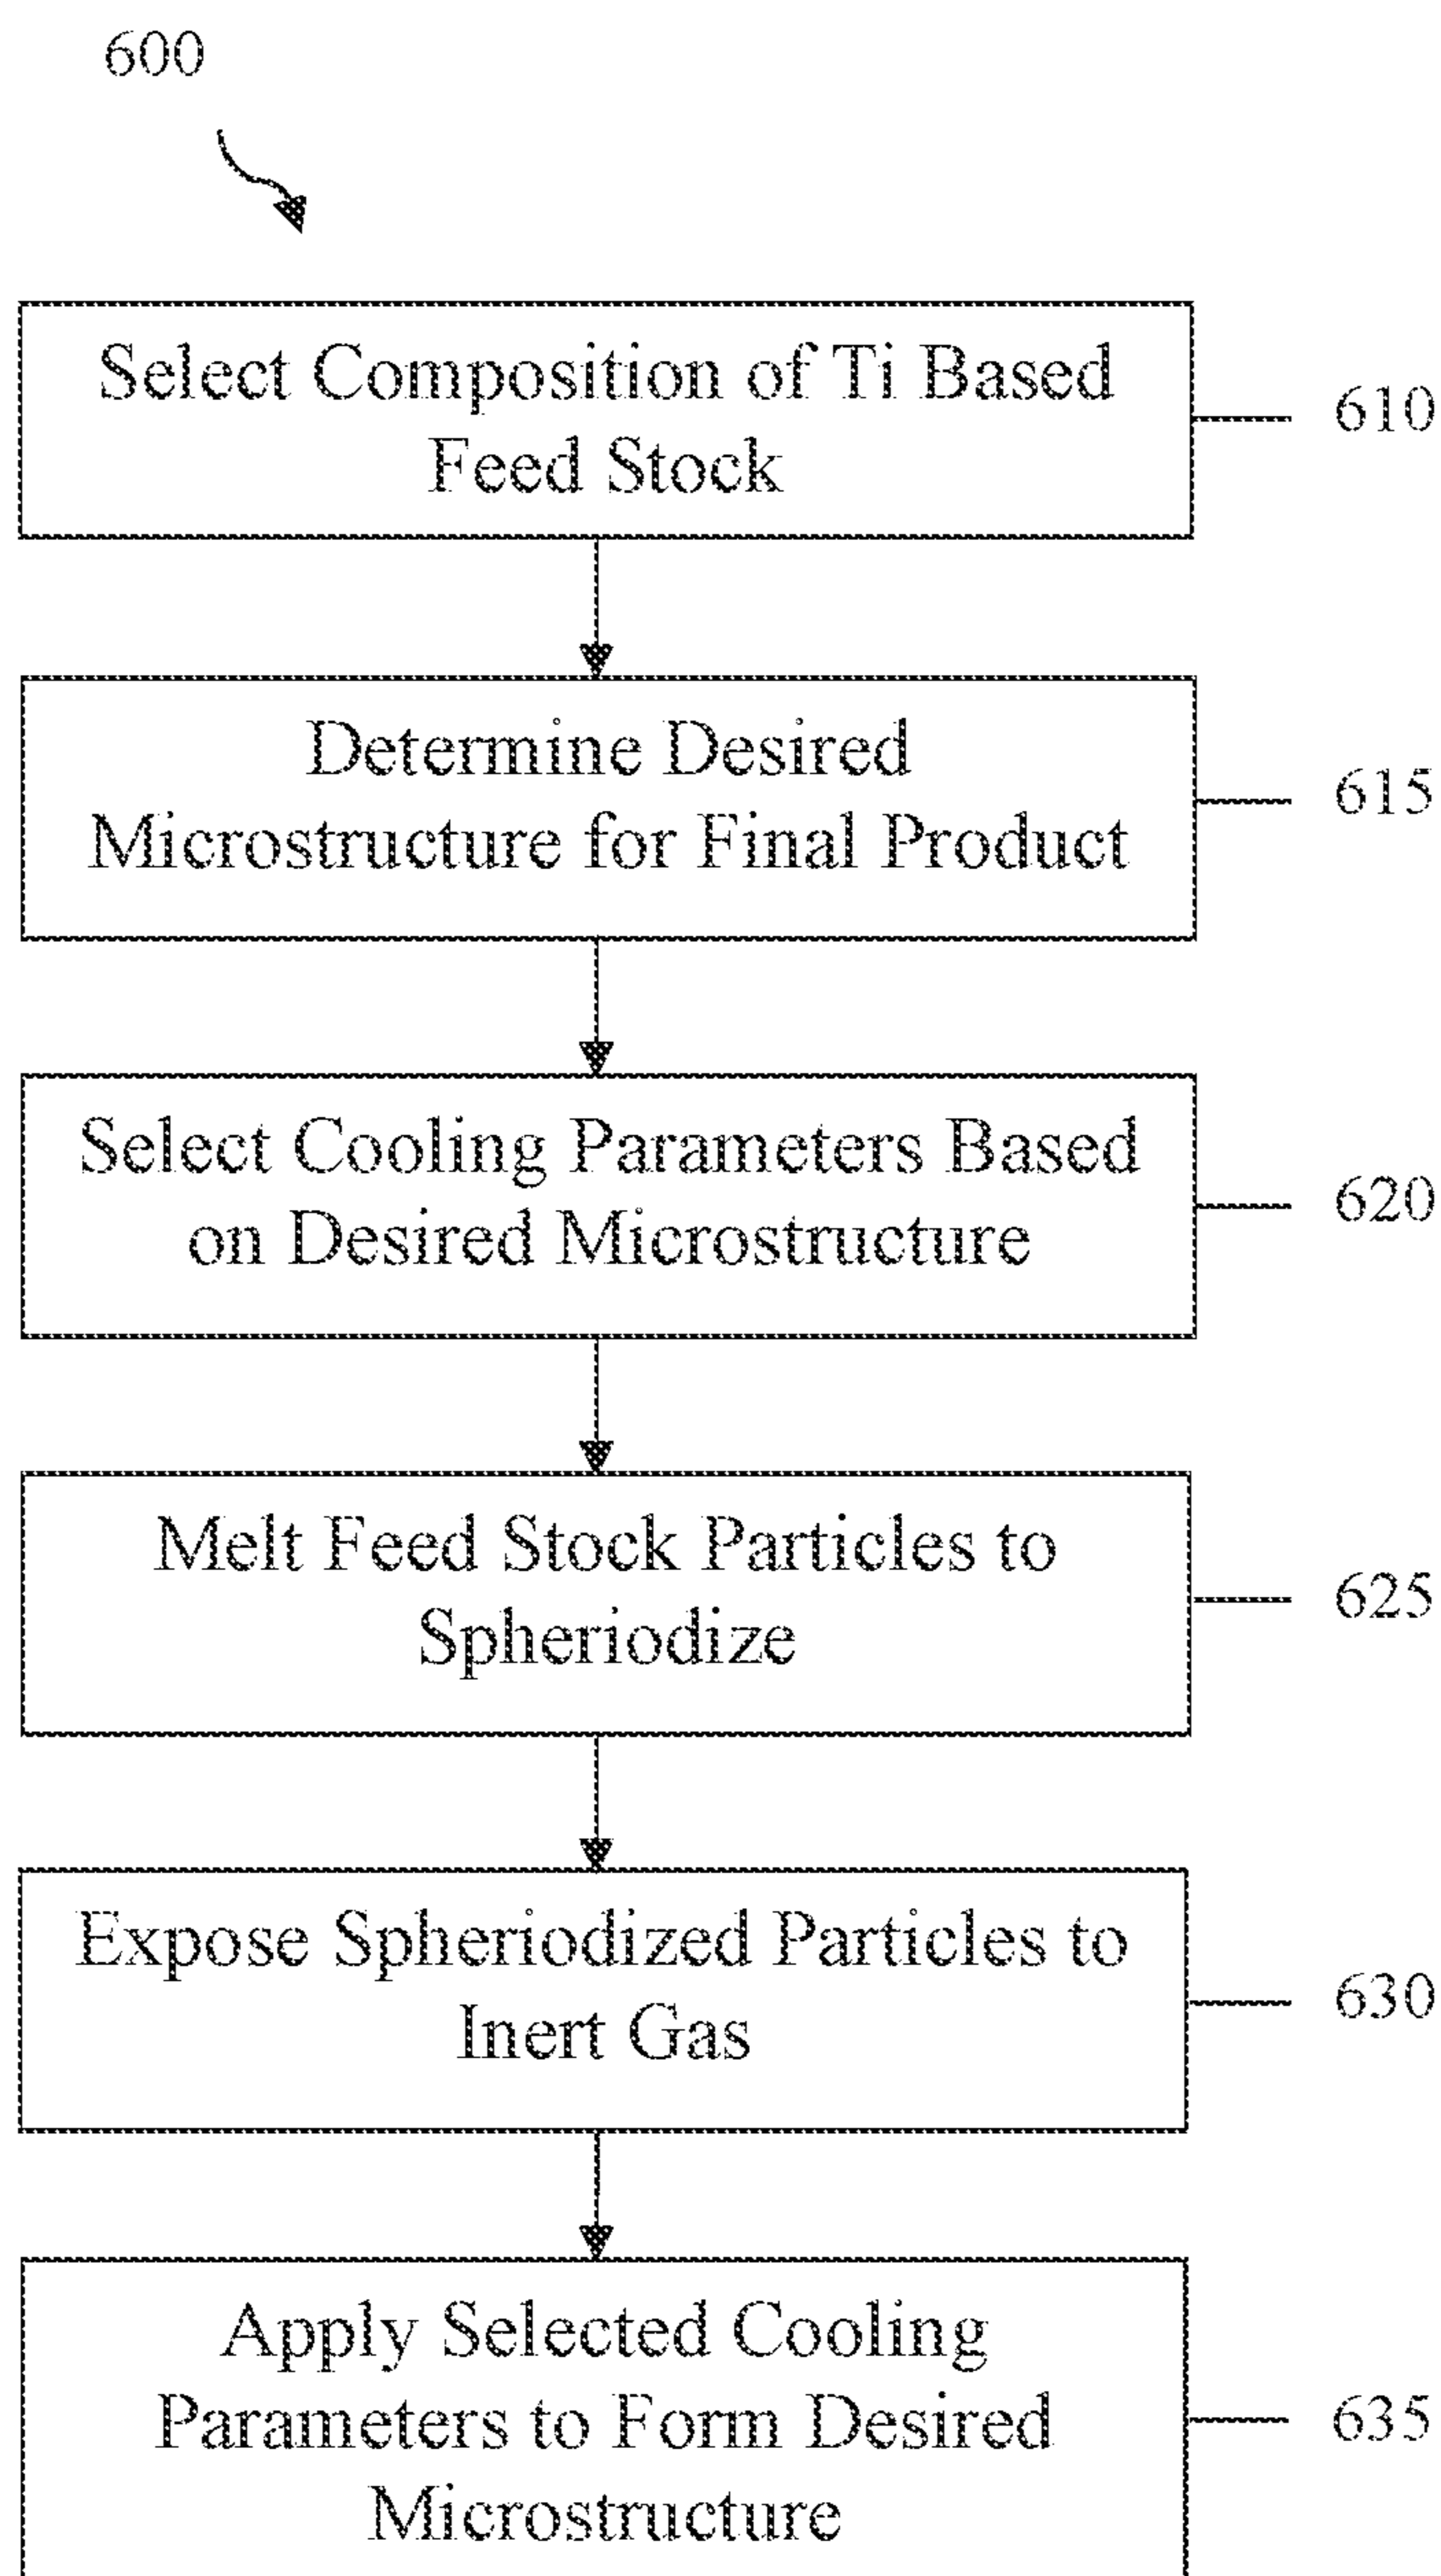 600
Select Composition of Ti Based
Feed Stock
610
Determine Desired
Microstructure for Final Product
615
Select Cooling Parameters Based
on Desired Microstructure
620
Melt Feed Stock Particles to
Spheriodize
625
Expose Spheriodized Particles to
Inert Gas
630
Apply Selected Cooling
Parameters to Form Desired
Microstructure
635